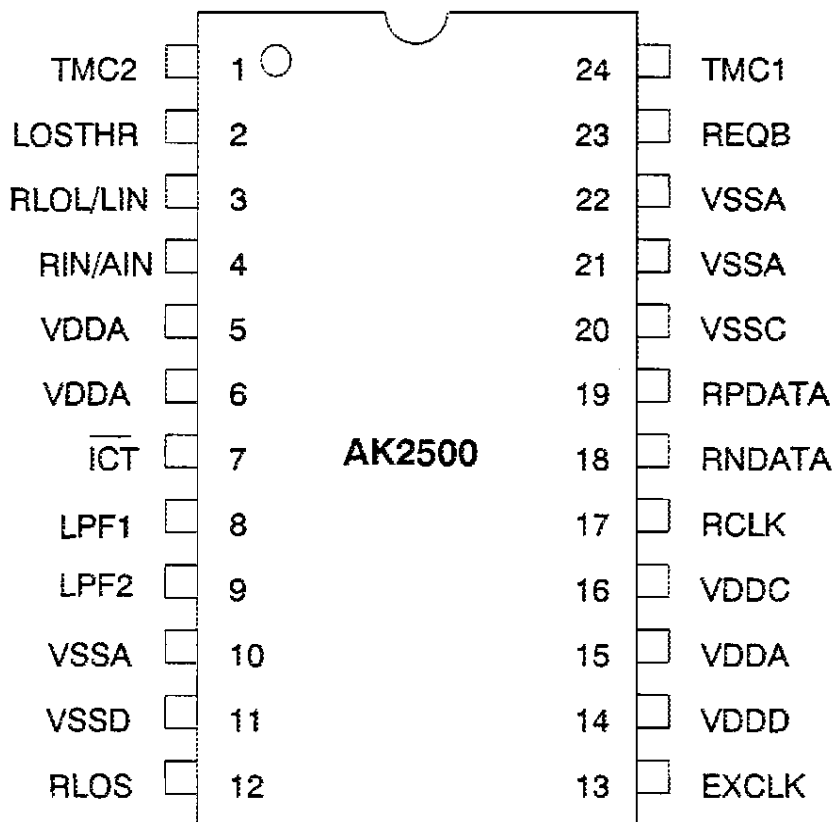 TMC2 1 24 TMC1
LOSTHR 2 23 REQB
RLOL/LIN 3 22 VSSA
RIN/AIN 4 21 VSSA
VDDA 5 20 VSSC
VDDA 6 19 RPDATA
I̅C̅T̅ 7 AK2500 18 RNDATA
LPF1 8 17 RCLK
LPF2 9 16 VDDC
VSSA 10 15 VDDA
VSSD 11 14 VDDD
RLOS 12 13 EXCLK